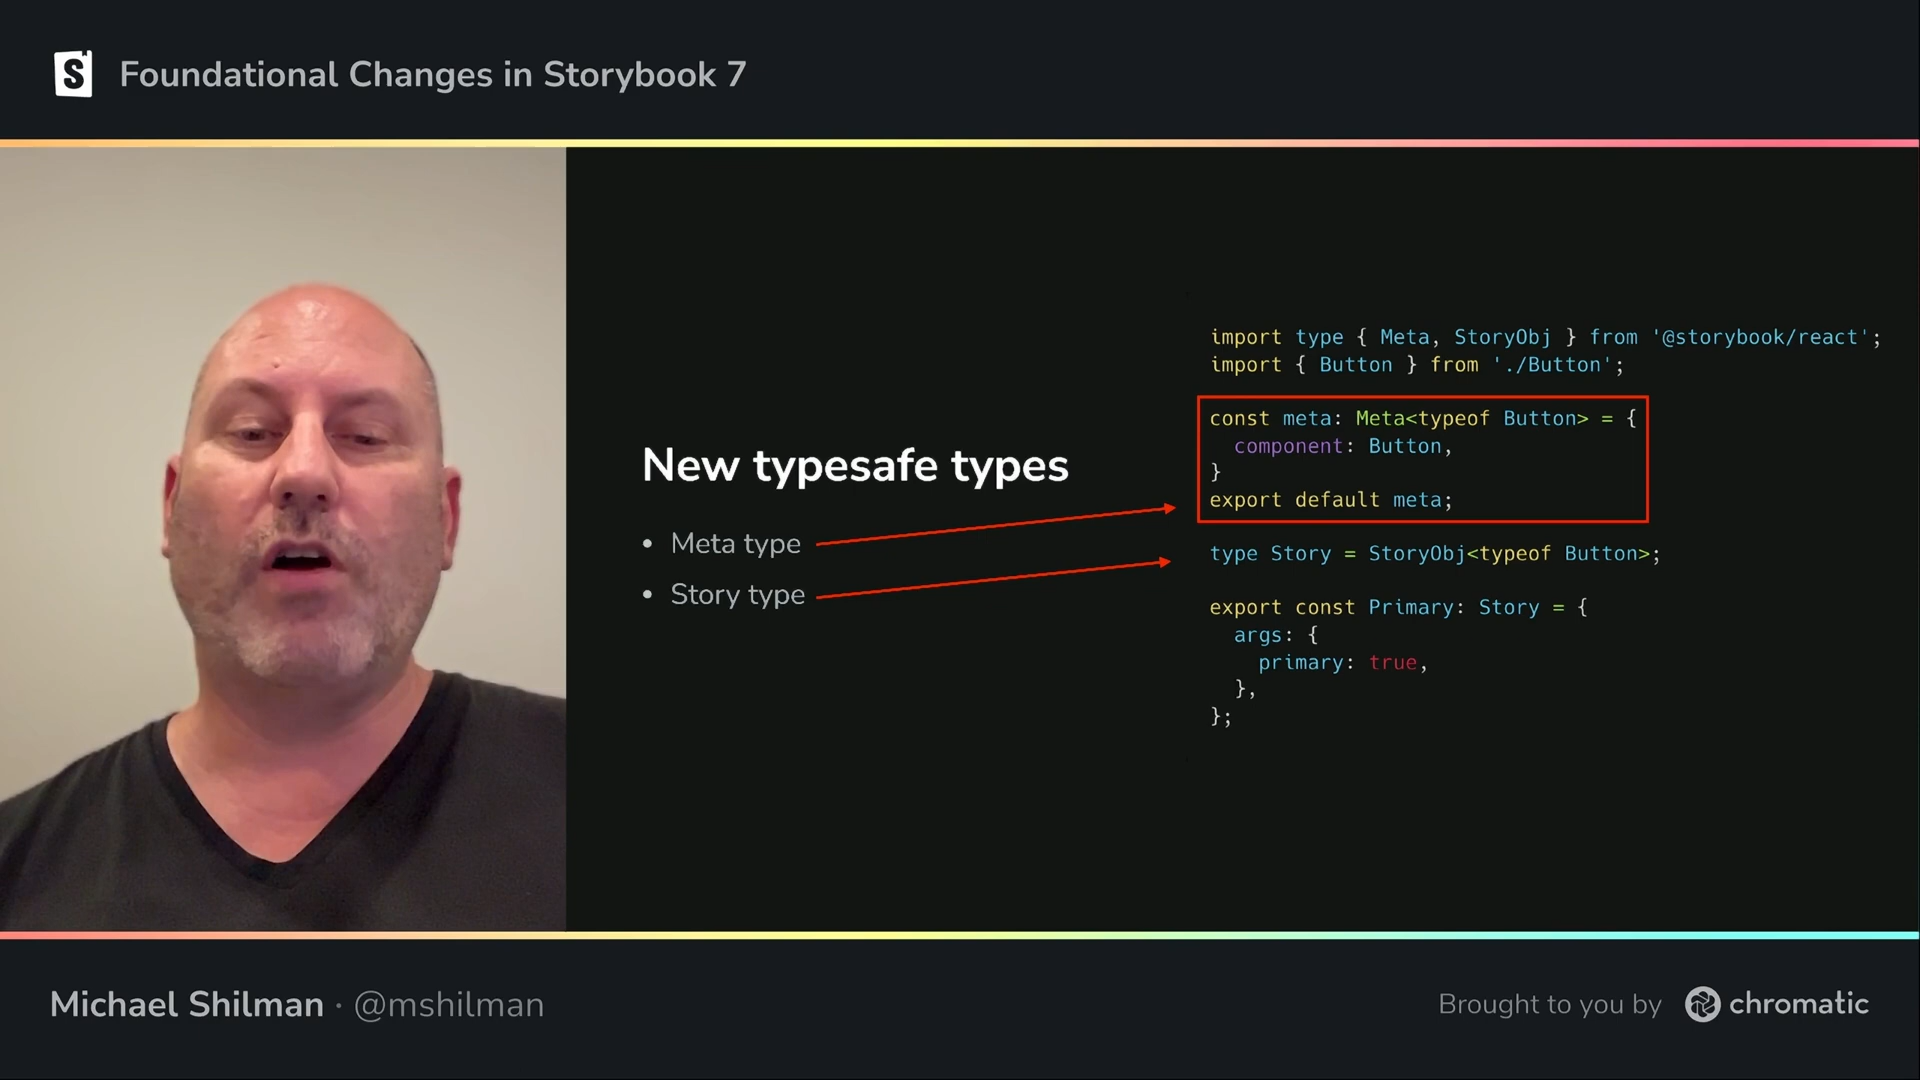 Foundational Changes in Storybook 7
New typesafe types
• Meta type
• Story type
import type { Meta, StoryObj } from '@storybook/react';
import { Button } from './Button';
const meta: Meta<typeof Button> = {
  component: Button,
}
export default meta;
type Story = StoryObj<typeof Button>;
export const Primary: Story = {
  args: {
    primary: true,
  },
};
Michael Shilman · @mshilman
Brought to you by chromatic